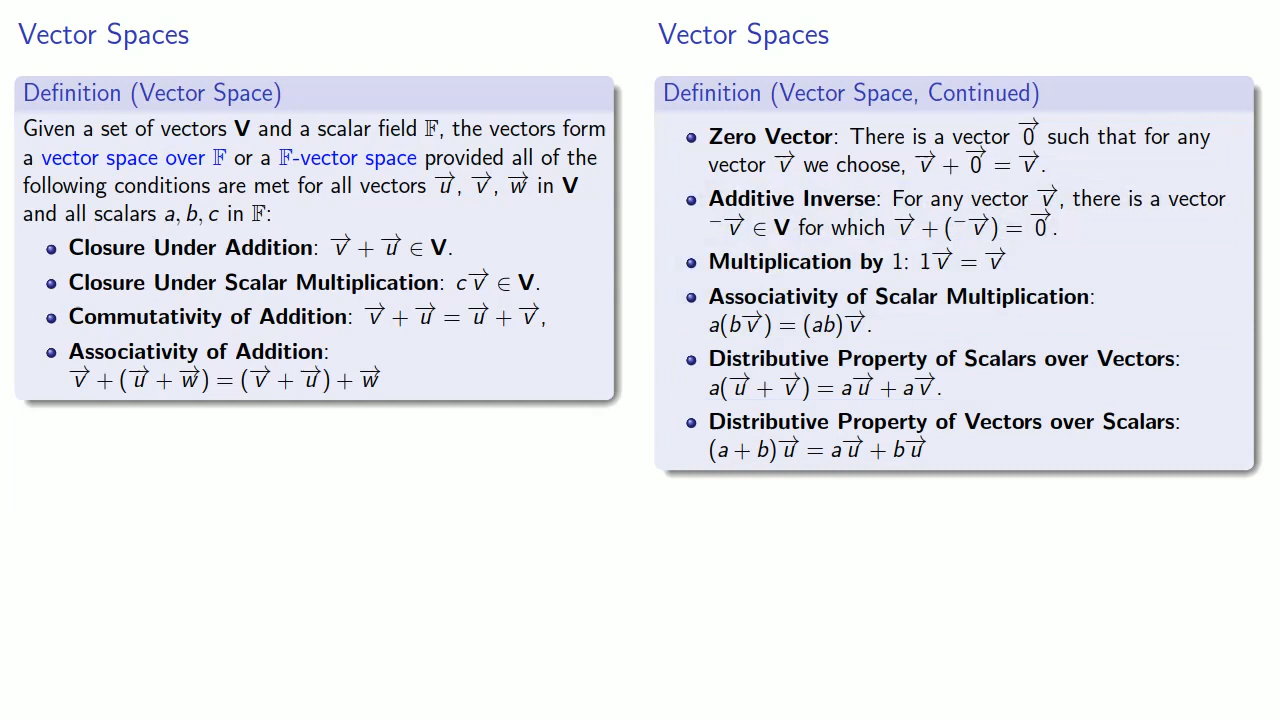 Vector Spaces
Definition (Vector Space)
Given a set of vectors V and a scalar field 𝔽, the vectors form
a vector space over 𝔽 or a 𝔽-vector space provided all of the
following conditions are met for all vectors u⃗, v⃗, w⃗ in V
and all scalars a, b, c in 𝔽:
• Closure Under Addition: v⃗ + u⃗ ∈ V.
• Closure Under Scalar Multiplication: cv⃗ ∈ V.
• Commutativity of Addition: v⃗ + u⃗ = u⃗ + v⃗,
• Associativity of Addition:
v⃗ + (u⃗ + w⃗) = (v⃗ + u⃗) + w⃗
Vector Spaces
Definition (Vector Space, Continued)
• Zero Vector: There is a vector 0⃗ such that for any
vector v⃗ we choose, v⃗ + 0⃗ = v⃗.
• Additive Inverse: For any vector v⃗, there is a vector
⁻v⃗ ∈ V for which v⃗ + (⁻v⃗) = 0⃗.
• Multiplication by 1: 1v⃗ = v⃗
• Associativity of Scalar Multiplication:
a(bv⃗) = (ab)v⃗.
• Distributive Property of Scalars over Vectors:
a(u⃗ + v⃗) = au⃗ + av⃗.
• Distributive Property of Vectors over Scalars:
(a + b)u⃗ = au⃗ + bu⃗